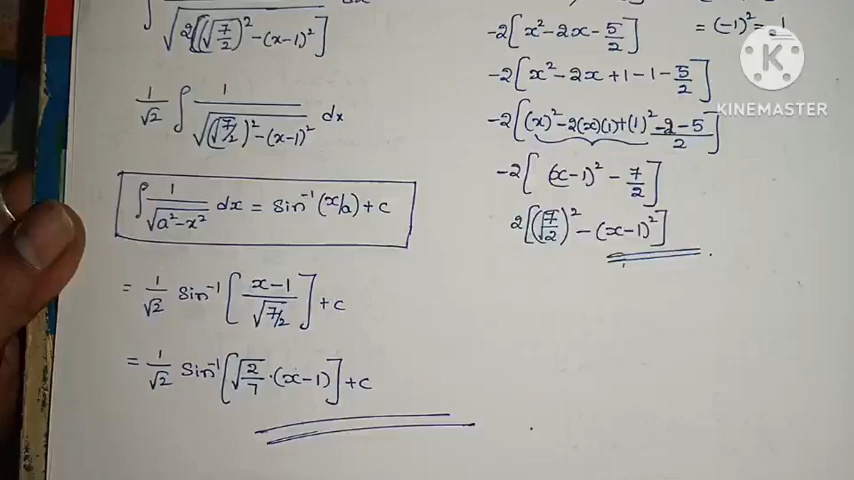 ∫ 1/√(2[(√7/2)² − (x−1)²]) dx
1/√2 ∫ 1/√((√7/2)² − (x−1)²) dx
∫ 1/√(a²−x²) dx = sin⁻¹(x/a) + c
= 1/√2 sin⁻¹[(x−1)/√7/2] + c
= 1/√2 sin⁻¹[√2/7 · (x−1)] + c
-2[x² − 2x − 5/2]
-2[x² − 2x + 1 − 1 − 5/2]
-2[(x)² − 2(x)(1) + (1)² (−2−5)/2]
-2[(x−1)² − 7/2]
2[(√7/2)² − (x−1)²]
= (−1)² = 1
KINEMASTER